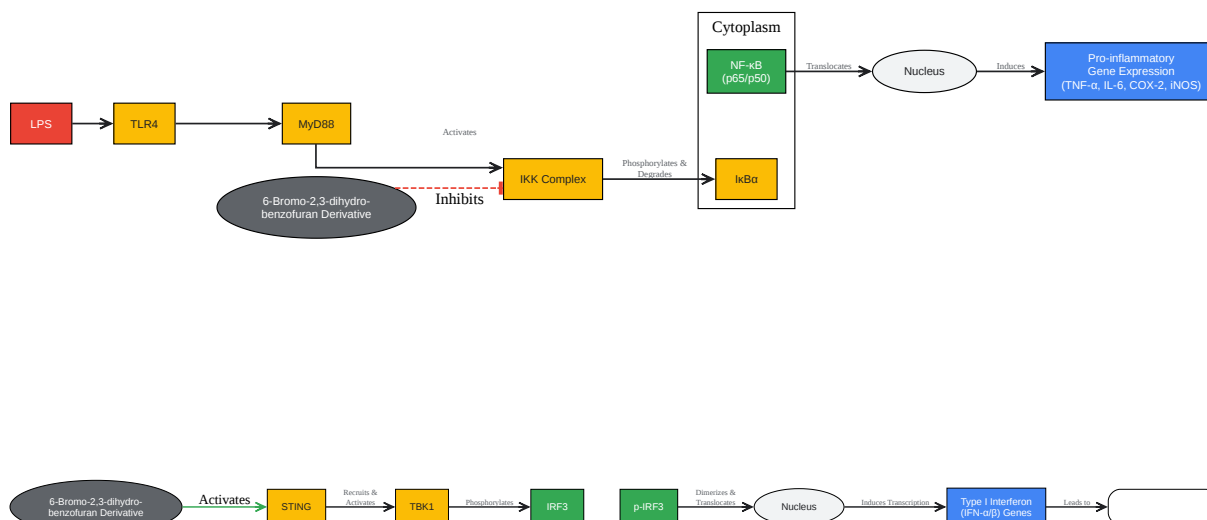 Cytoplasm
NF-κB
(p65/p50)
Translocates
Nucleus
Induces
Pro-inflammatory
Gene Expression
(TNF-α, IL-6, COX-2, iNOS)
LPS
TLR4
MyD88
Activates
IKK Complex
Phosphorylates &
Degrades
IκBα
6-Bromo-2,3-dihydro-
benzofuran Derivative
Inhibits
6-Bromo-2,3-dihydro-
benzofuran Derivative
Activates
STING
Recruits &
Activates
TBK1
Phosphorylates
IRF3
p-IRF3
Dimerizes &
Translocates
Nucleus
Induces Transcription
Type I Interferon
(IFN-α/β) Genes
Leads to